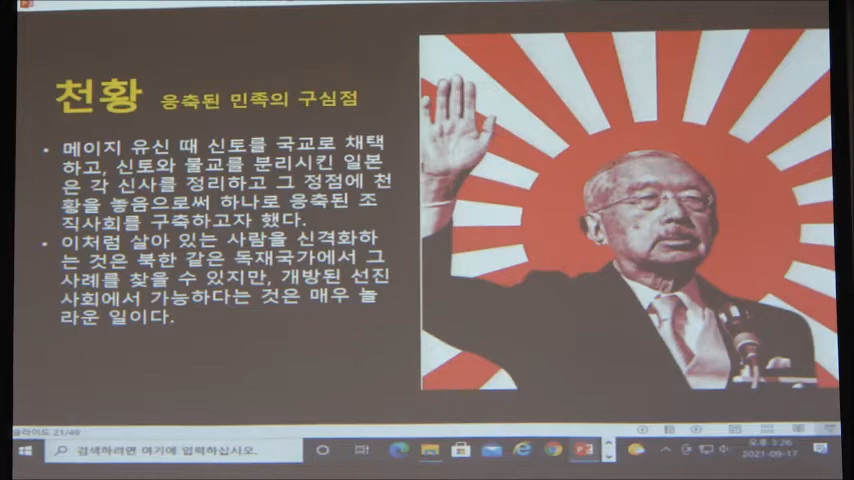 천황 응축된 민족의 구심점
• 메이지 유신 때 신토를 국교로 채택
하고, 신토와 불교를 분리시킨 일본
은 각 신사를 정리하고 그 정점에 천
황을 놓음으로써 하나로 응축된 조
직사회를 구축하고자 했다.
• 이처럼 살아 있는 사람을 신격화하
는 것은 북한 같은 독재국가에서 그
사례를 찾을 수 있지만, 개방된 선진
사회에서 가능하다는 것은 매우 놀
라운 일이다.
슬라이드 21/49
검색하려면 여기에 입력하십시오.
오후 3:26
2021-09-17